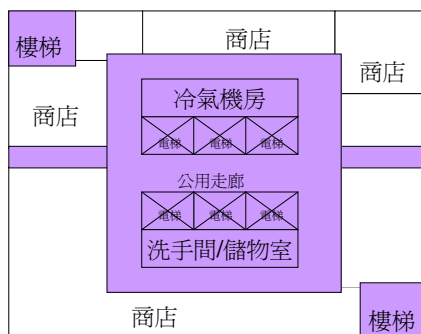 樓梯
商店
商店
商店
冷氣機房
電梯 電梯 電梯
公用走廊
電梯 電梯 電梯
洗手間/儲物室
商店
樓梯